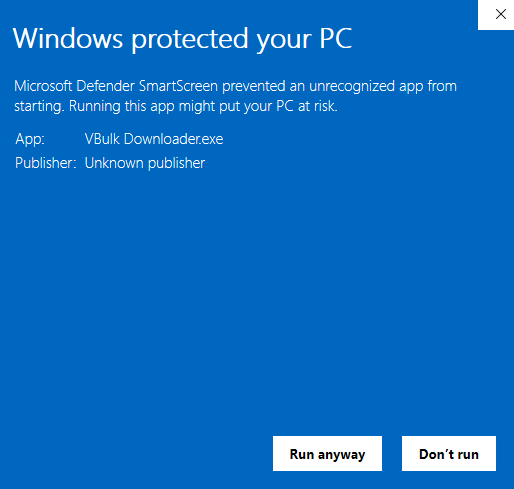 Windows protected your PC
Microsoft Defender SmartScreen prevented an unrecognized app from
starting. Running this app might put your PC at risk.
App: VBulk Downloader.exe
Publisher: Unknown publisher
Run anyway Don't run